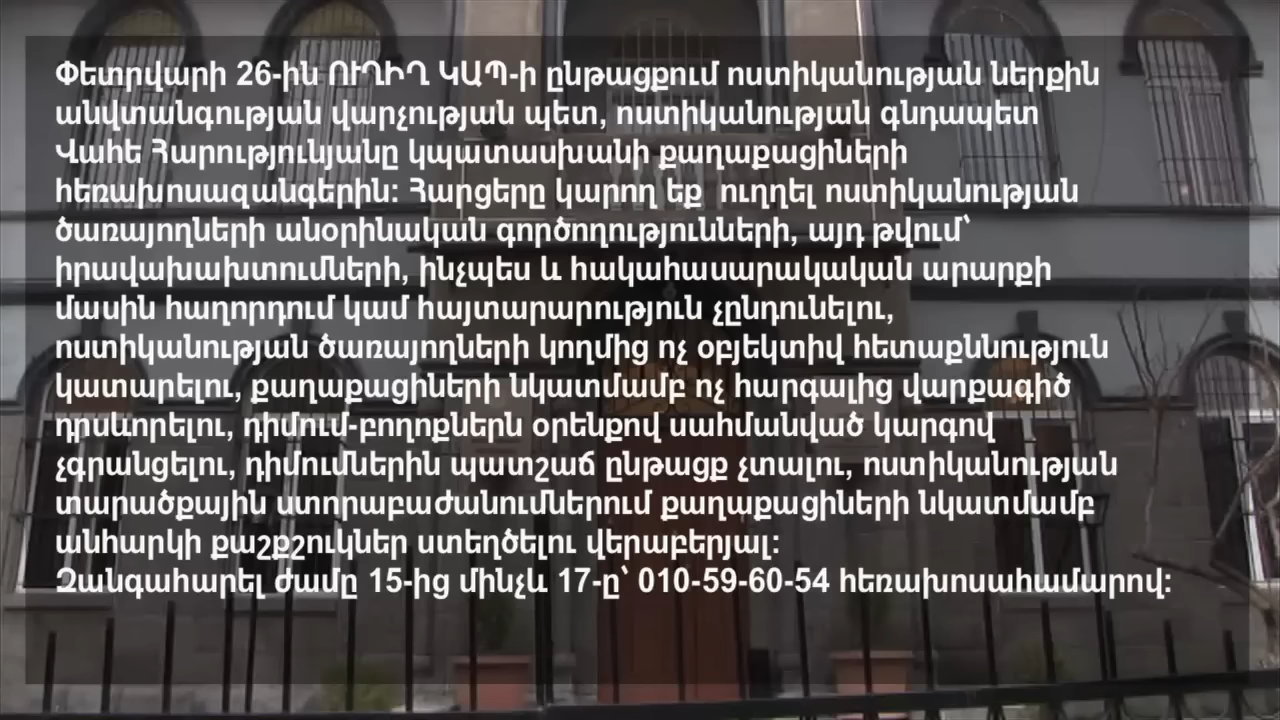 Փետրվարի 26-ին ՈՒՂԻՂ ԿԱՊ-ի ընթացքում ոստիկանության ներքին
անվտանգության վարչության պետ, ոստիկանության գնդապետ
Վահե Հարությունյանը կպատասխանի քաղաքացիների
հեռախոսազանգերին: Հարցերը կարող եք ուղղել ոստիկանության
ծառայողների անօրինական գործողությունների, այդ թվում՝
իրավախախտումների, ինչպես և հակահասարակական արարքի
մասին հաղորդում կամ հայտարարություն չընդունելու,
ոստիկանության ծառայողների կողմից ոչ օբյեկտիվ հետաքննություն
կատարելու, քաղաքացիների նկատմամբ ոչ հարգալից վարքագիծ
դրսևորելու, դիմում-բողոքներն օրենքով սահմանված կարգով
չգրանցելու, դիմումներին պատշաճ ընթացք չտալու, ոստիկանության
տարածքային ստորաբաժանումներում քաղաքացիների նկատմամբ
անհարկի քաշքշուկներ ստեղծելու վերաբերյալ:
Զանգահարել ժամը 15-ից մինչև 17-ը՝ 010-59-60-54 հեռախոսահամարով: